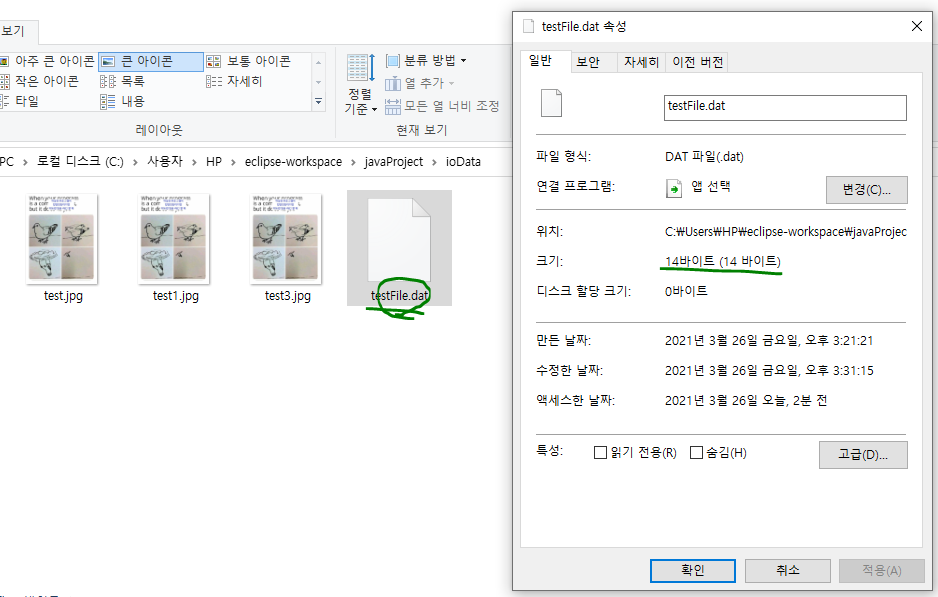 보기
testFile.dat 속성
아주 큰 아이콘 큰 아이콘 보통 아이콘
작은 아이콘 목록 자세히
타일 내용
레이아웃
정렬
기준
분류 방법
열 추가
모든 열 너비 조정
현재 보기
PC > 로컬 디스크 (C:) > 사용자 > HP > eclipse-workspace > javaProject > ioData
test.jpg
test1.jpg
test3.jpg
testFile.dat
일반 보안 자세히 이전 버전
testFile.dat
파일 형식: DAT 파일(.dat)
연결 프로그램: 앱 선택 변경(C)...
위치: C:₩Users₩HP₩eclipse-workspace₩javaProjec
크기: 14바이트 (14 바이트)
디스크 할당 크기: 0바이트
만든 날짜: 2021년 3월 26일 금요일, 오후 3:21:21
수정한 날짜: 2021년 3월 26일 금요일, 오후 3:31:15
액세스한 날짜: 2021년 3월 26일 오늘, 2분 전
특성: 읽기 전용(R) 숨김(H) 고급(D)...
확인 취소 적용(A)